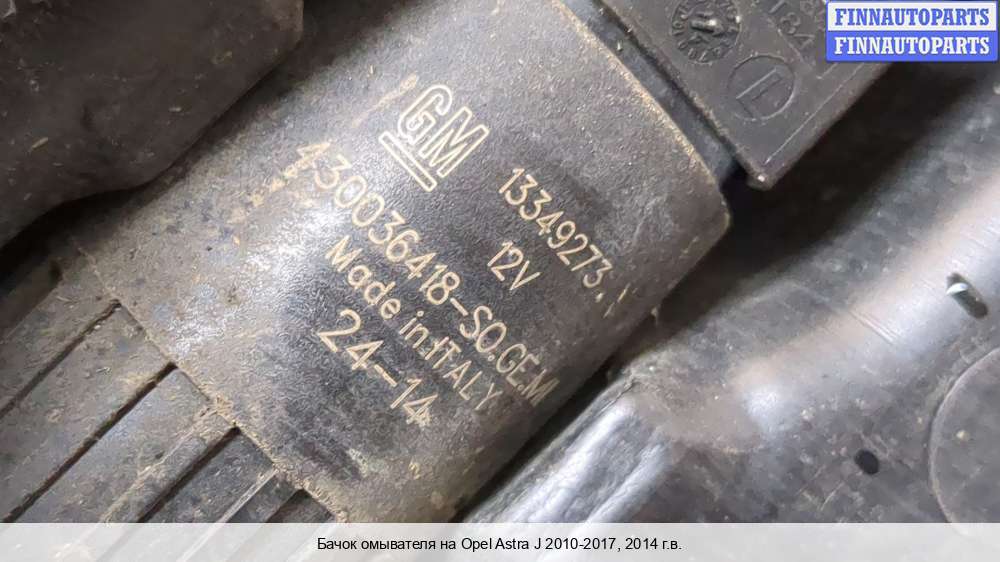 FINNAUTOPARTS
FINNAUTOPARTS
GM
13349273
12V
430036418-SO.GE.MI
Made in ITALY
24-14
Бачок омывателя на Opel Astra J 2010-2017, 2014 г.в.